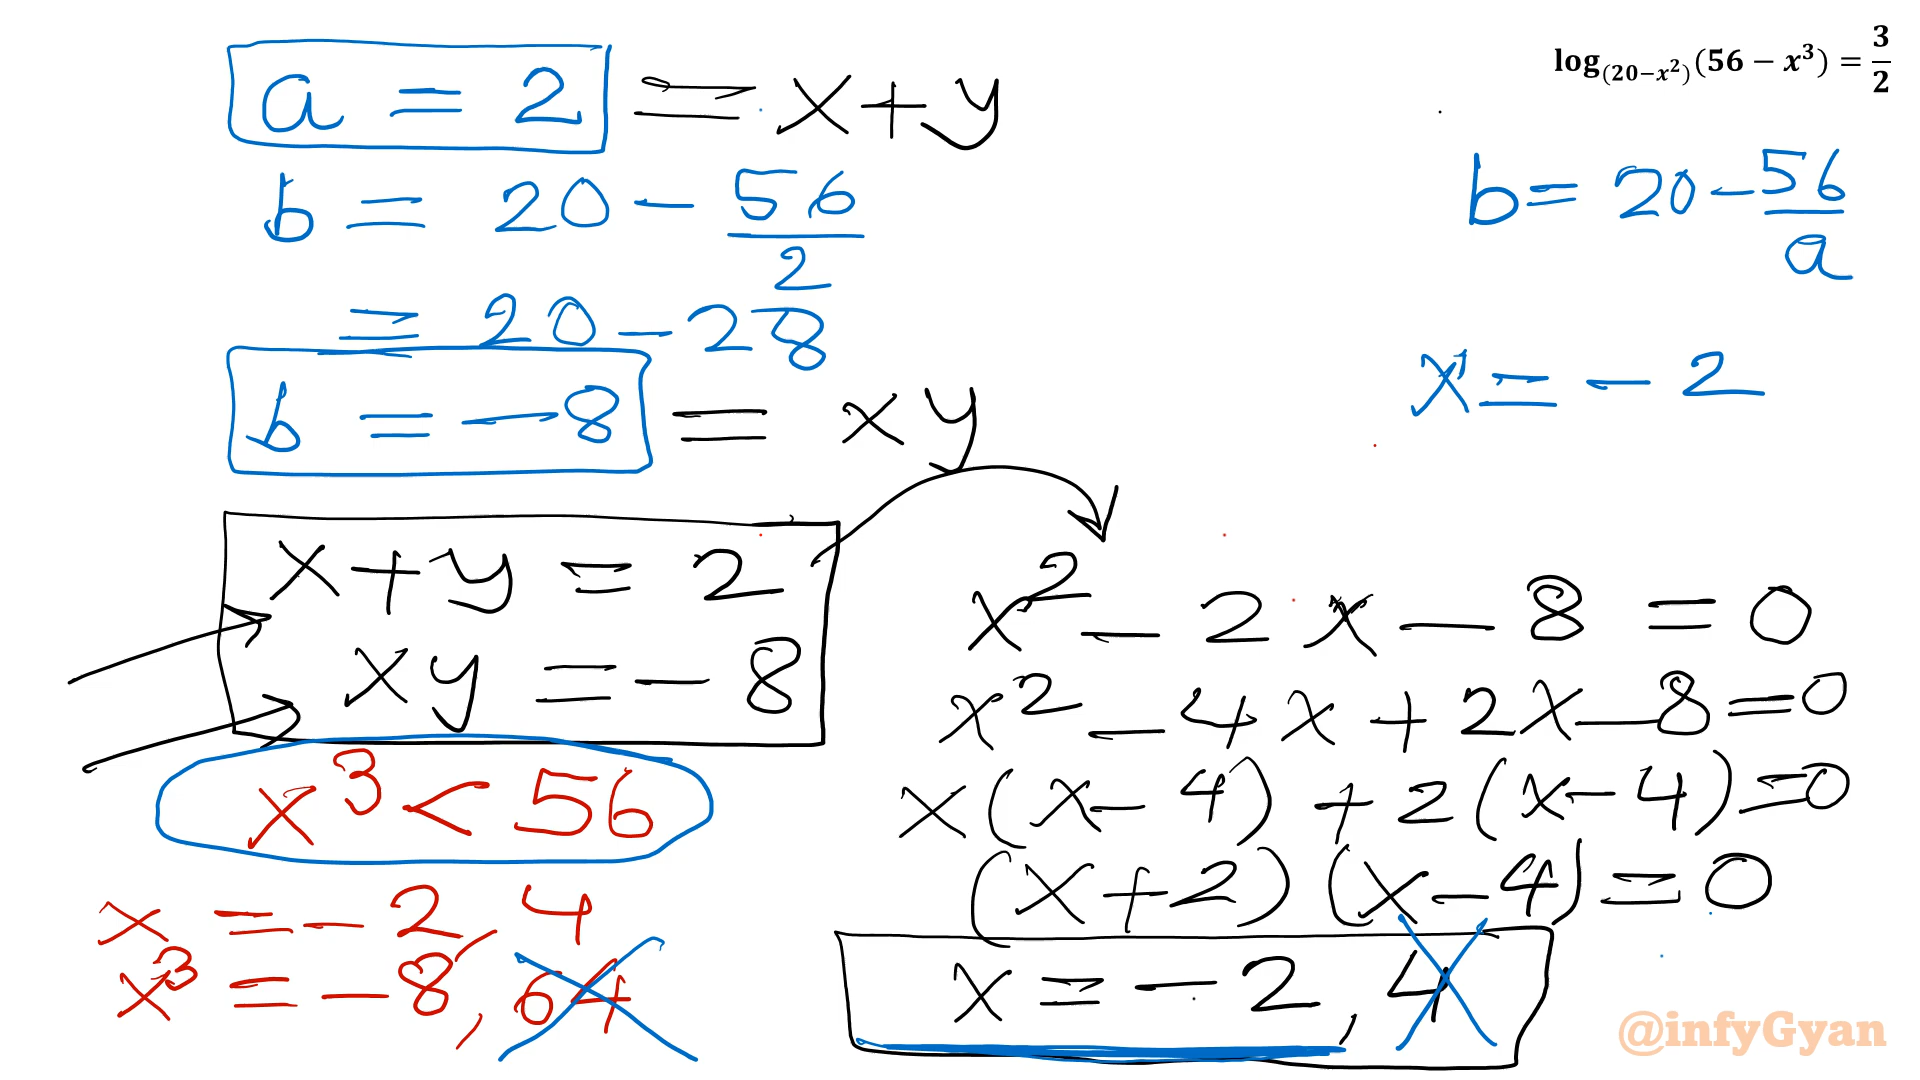 log₍₂₀₋ₓ²₎(56 − x³) = 3/2
a = 2 = x + y
b = 20 − 56/2
= 20 − 28
b = −8 = xy
b = 20 − 56/a
x = −2
x + y = 2
xy = −8
x³ < 56
x = −2, 4
x³ = −8, 64
x² − 2x − 8 = 0
x² − 4x + 2x − 8 = 0
x(x − 4) + 2(x − 4) = 0
(x + 2)(x − 4) = 0
x = −2, 4
@infyGyan